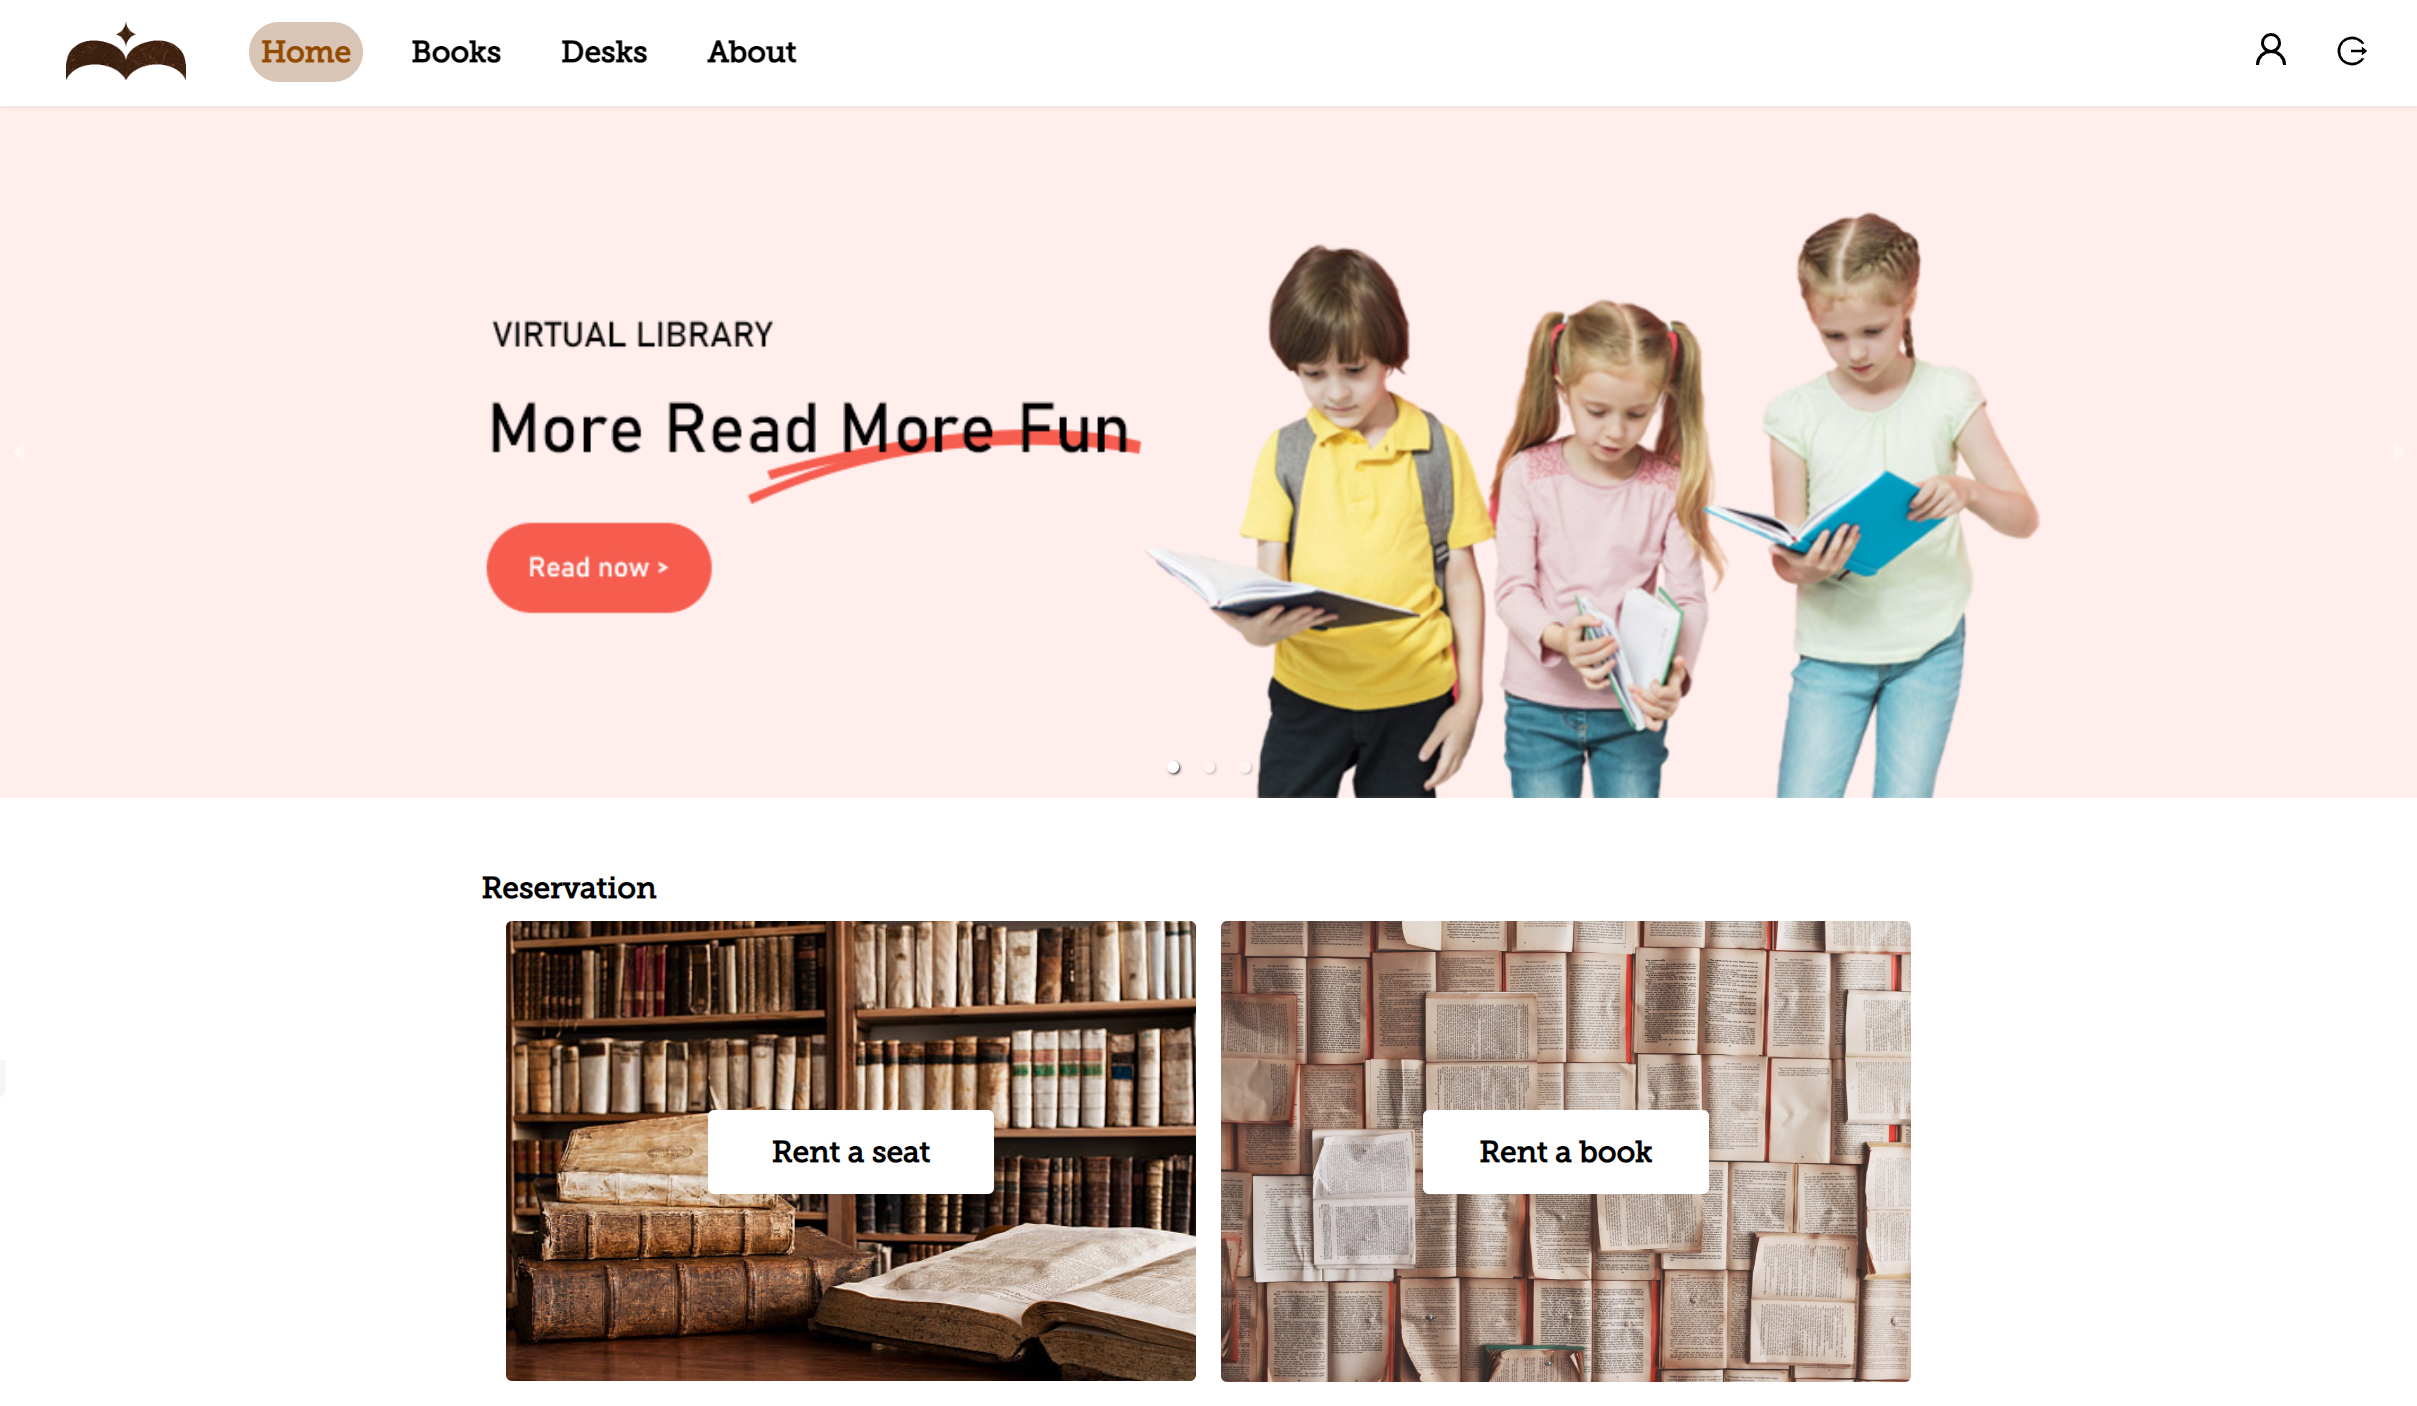 Home Books Desks About
VIRTUAL LIBRARY
More Read More Fun
Read now >
Reservation
Rent a seat
Rent a book